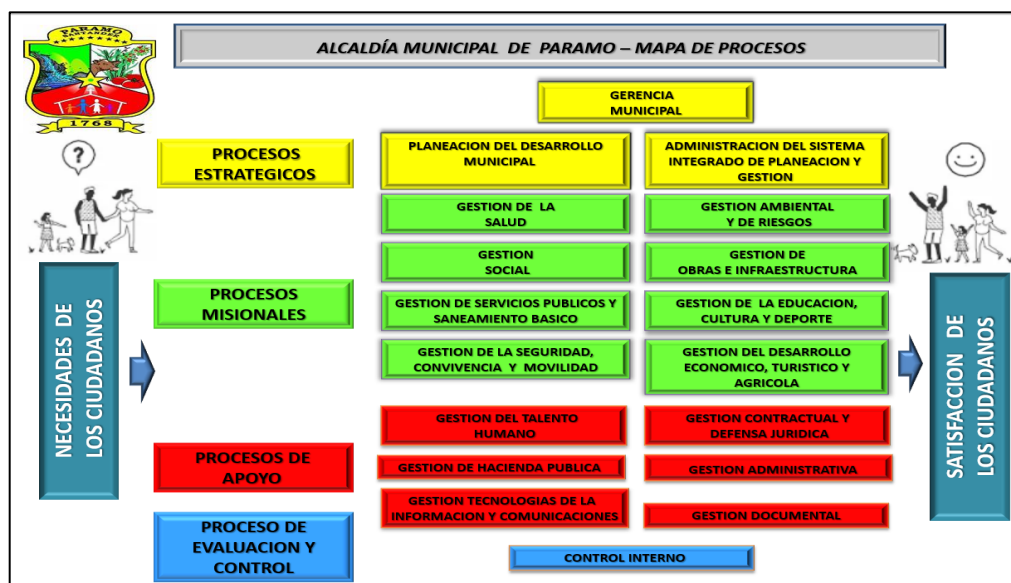 PARAMO
SANTANDER
1768
ALCALDÍA MUNICIPAL DE PARAMO – MAPA DE PROCESOS
GERENCIA
MUNICIPAL
?
PROCESOS
ESTRATEGICOS
PLANEACION DEL DESARROLLO
MUNICIPAL
ADMINISTRACION DEL SISTEMA
INTEGRADO DE PLANEACION Y
GESTION
NECESIDADES DE
LOS CIUDADANOS
PROCESOS
MISIONALES
GESTION DE LA
SALUD
GESTION AMBIENTAL
Y DE RIESGOS
GESTION
SOCIAL
GESTION DE
OBRAS E INFRAESTRUCTURA
GESTION DE SERVICIOS PUBLICOS Y
SANEAMIENTO BASICO
GESTION DE LA EDUCACION,
CULTURA Y DEPORTE
GESTION DE LA SEGURIDAD,
CONVIVENCIA Y MOVILIDAD
GESTION DEL DESARROLLO
ECONOMICO, TURISTICO Y
AGRICOLA
SATISFACCION DE
LOS CIUDADANOS
PROCESOS DE
APOYO
GESTION DEL TALENTO
HUMANO
GESTION CONTRACTUAL Y
DEFENSA JURIDICA
GESTION DE HACIENDA PUBLICA
GESTION ADMINISTRATIVA
GESTION TECNOLOGIAS DE LA
INFORMACION Y COMUNICACIONES
GESTION DOCUMENTAL
PROCESO DE
EVALUACION Y
CONTROL
CONTROL INTERNO